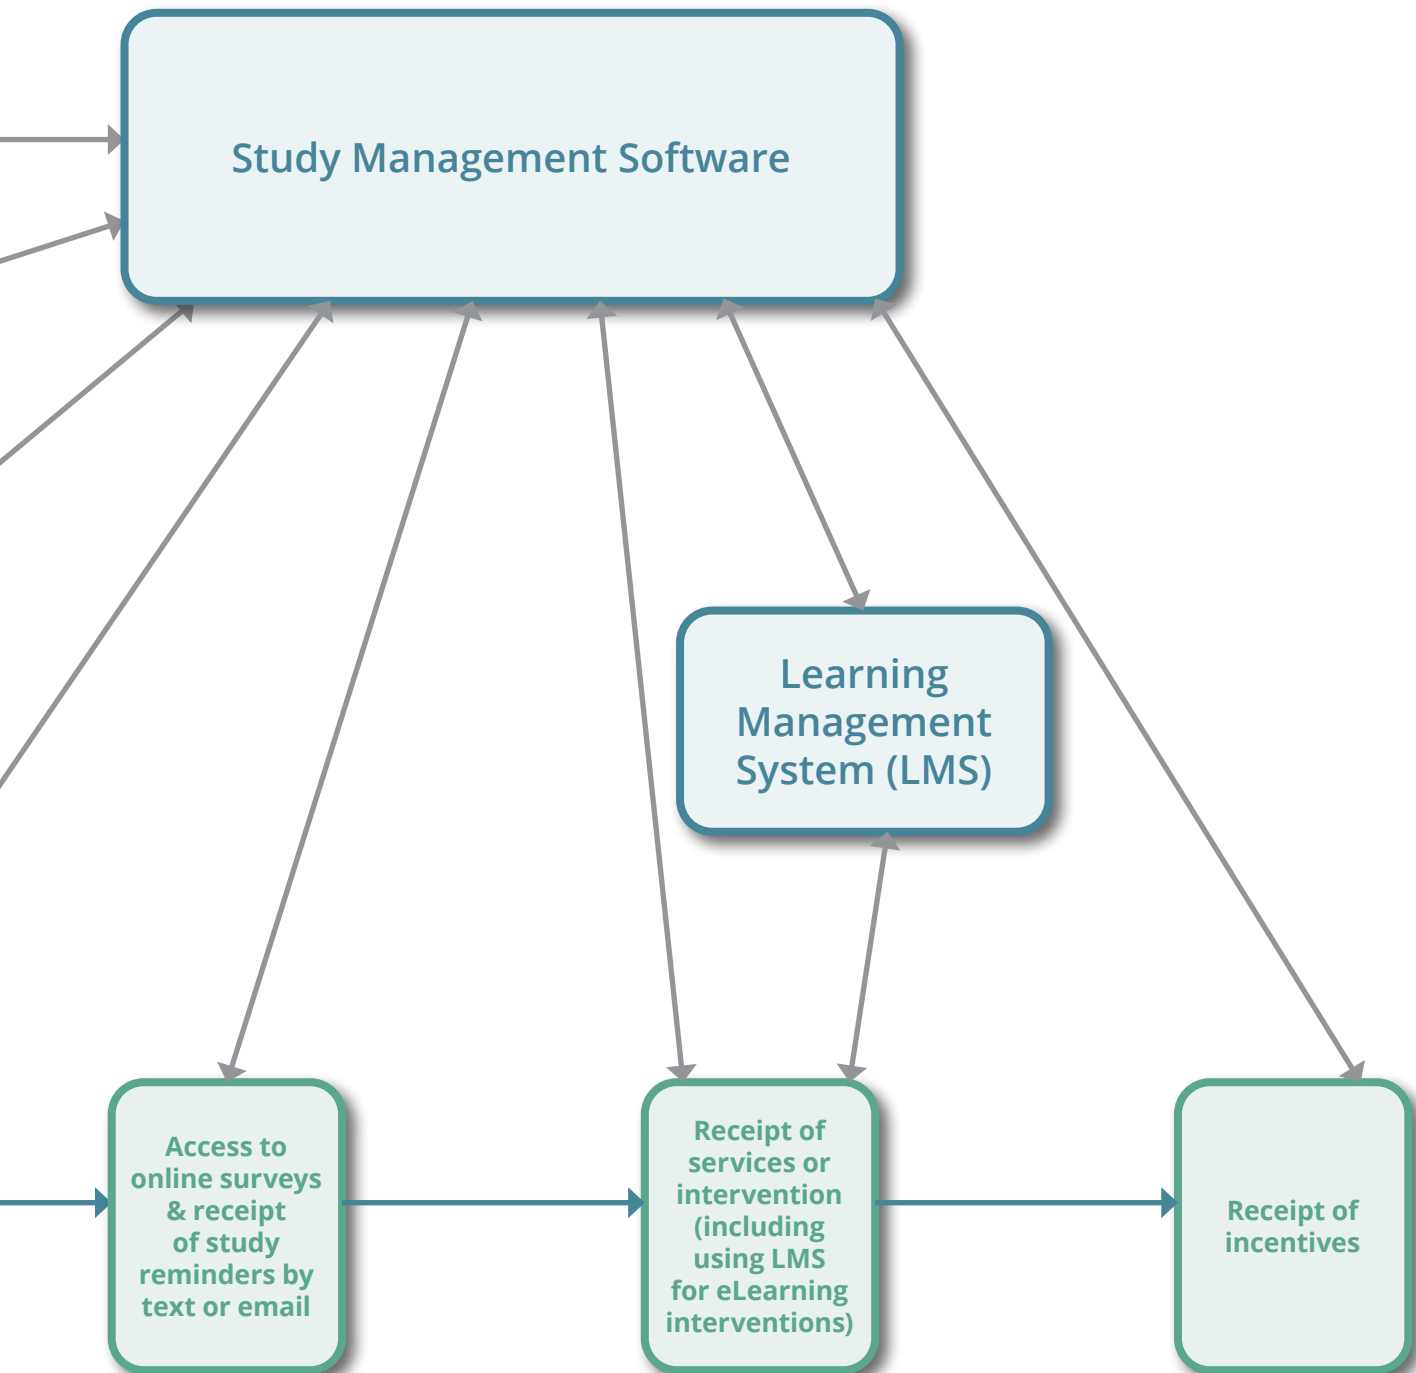 Study Management Software
Learning
Management
System (LMS)
Access to
online surveys
& receipt
of study
reminders by
text or email
Receipt of
services or
intervention
(including
using LMS
for eLearning
interventions)
Receipt of
incentives